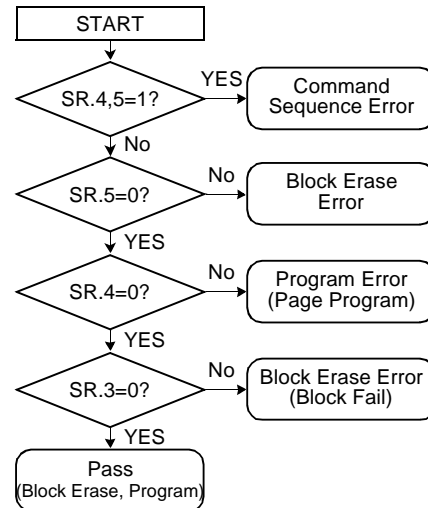 START
SR.4,5=1?
YES
Command
Sequence Error
No
SR.5=0?
No
Block Erase
Error
YES
SR.4=0?
No
Program Error
(Page Program)
YES
SR.3=0?
No
Block Erase Error
(Block Fail)
YES
Pass
(Block Erase, Program)